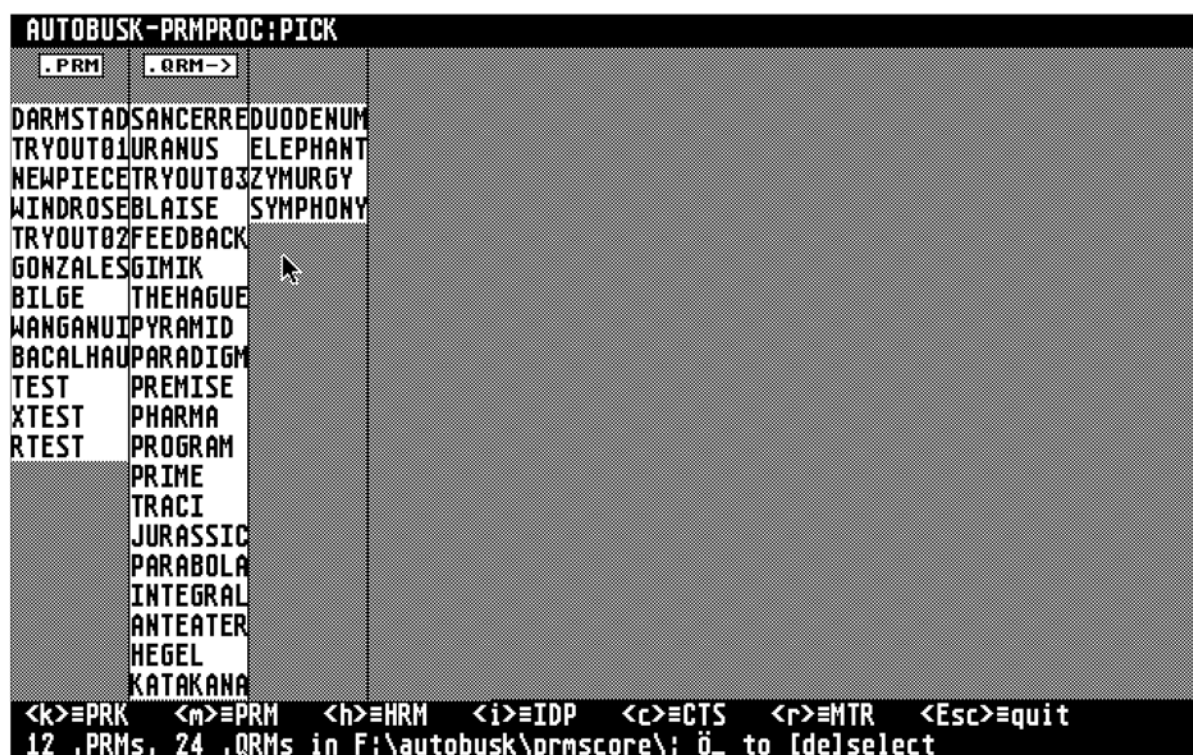 AUTOBUSK-PRMPROC:PICK
.PRM .QRM->
DARMSTAD SANCERRE DUODENUM
TRYOUT01 URANUS ELEPHANT
NEWPIECE TRYOUT03 ZYMURGY
WINDROSE BLAISE SYMPHONY
TRYOUT02 FEEDBACK
GONZALES GIMIK
BILGE THEHAGUE
WANGANUI PYRAMID
BACALHAU PARADIGM
TEST PREMISE
XTEST PHARMA
RTEST PROGRAM
PRIME
TRACI
JURASSIC
PARABOLA
INTEGRAL
ANTEATER
HEGEL
KATAKANA
<k>≡PRK <m>≡PRM <h>≡HRM <i>≡IDP <c>≡CTS <r>≡MTR <Esc>≡quit
12 .PRMs, 24 .QRMs in F:\autobusk\prmscore\; Ö_ to [de]select